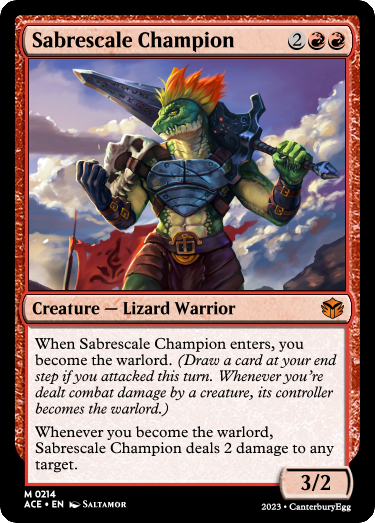 Sabrescale Champion 2
Creature — Lizard Warrior
When Sabrescale Champion enters, you
become the warlord. (Draw a card at your end
step if you attacked this turn. Whenever you're
dealt combat damage by a creature, its controller
becomes the warlord.)
Whenever you become the warlord,
Sabrescale Champion deals 2 damage to any
target.
3/2
M 0214
ACE • EN Saltamor
2023 • CanterburyEgg